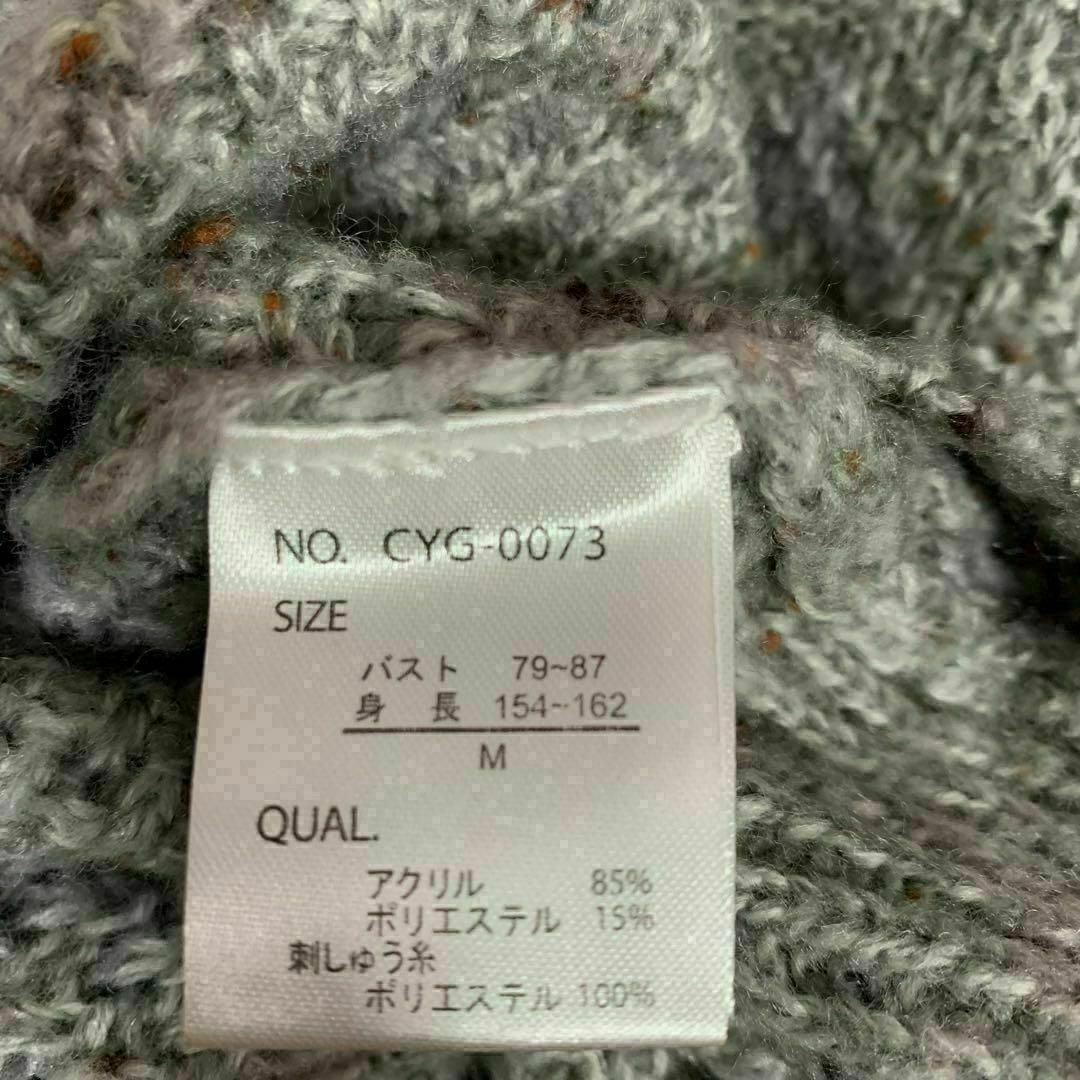 NO. CYG-0073
SIZE
バスト 79~87
身 長 154~162
M
QUAL.
アクリル 85%
ポリエステル 15%
刺しゅう糸
ポリエステル 100%